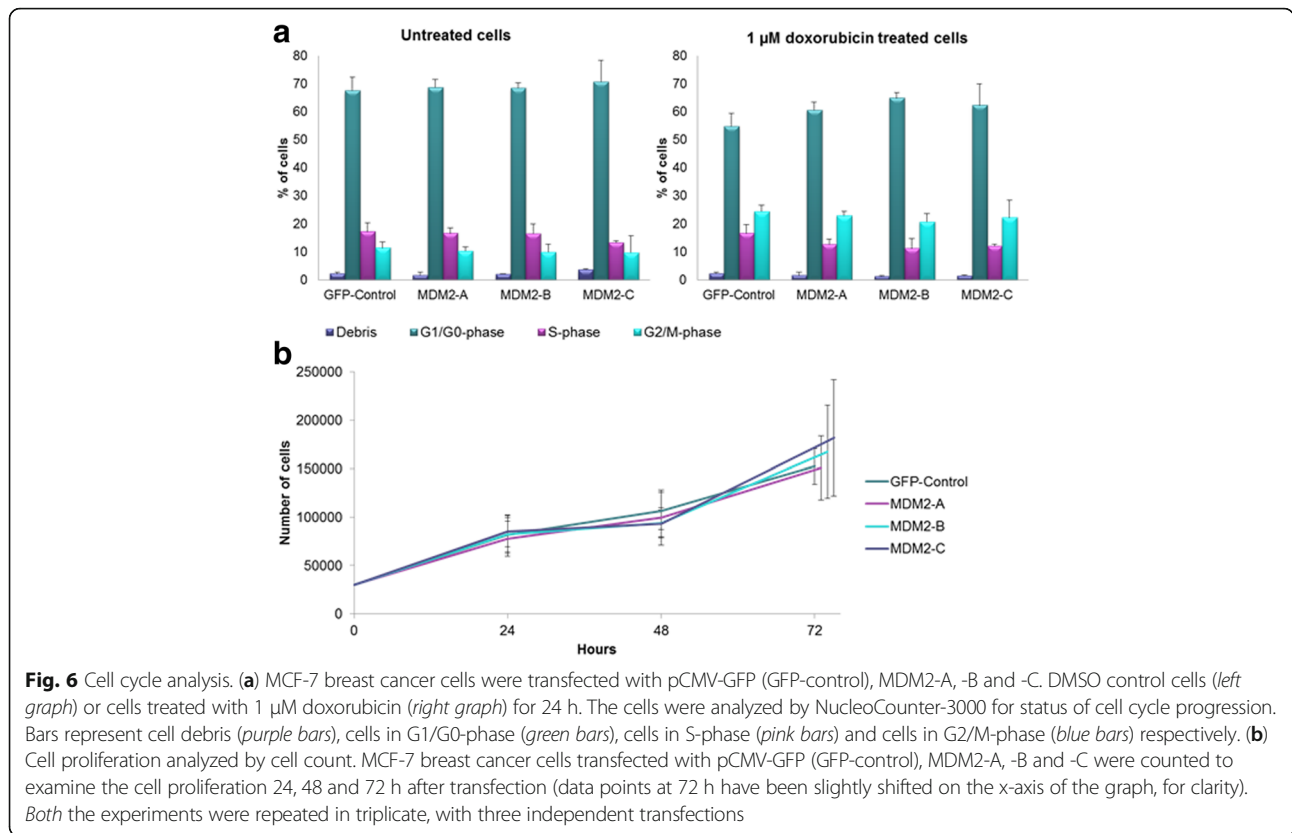 a
Untreated cells
1 µM doxorubicin treated cells
% of cells
80
70
60
50
40
30
20
10
0
GFP-Control MDM2-A MDM2-B MDM2-C
% of cells
80
70
60
50
40
30
20
10
0
GFP-Control MDM2-A MDM2-B MDM2-C
Debris G1/G0-phase S-phase G2/M-phase
b
Number of cells
250000
200000
150000
100000
50000
0
0 24 48 72
Hours
GFP-Control
MDM2-A
MDM2-B
MDM2-C
Fig. 6 Cell cycle analysis. (a) MCF-7 breast cancer cells were transfected with pCMV-GFP (GFP-control), MDM2-A, -B and -C. DMSO control cells (left
graph) or cells treated with 1 µM doxorubicin (right graph) for 24 h. The cells were analyzed by NucleoCounter-3000 for status of cell cycle progression.
Bars represent cell debris (purple bars), cells in G1/G0-phase (green bars), cells in S-phase (pink bars) and cells in G2/M-phase (blue bars) respectively. (b)
Cell proliferation analyzed by cell count. MCF-7 breast cancer cells transfected with pCMV-GFP (GFP-control), MDM2-A, -B and -C were counted to
examine the cell proliferation 24, 48 and 72 h after transfection (data points at 72 h have been slightly shifted on the x-axis of the graph, for clarity).
Both the experiments were repeated in triplicate, with three independent transfections